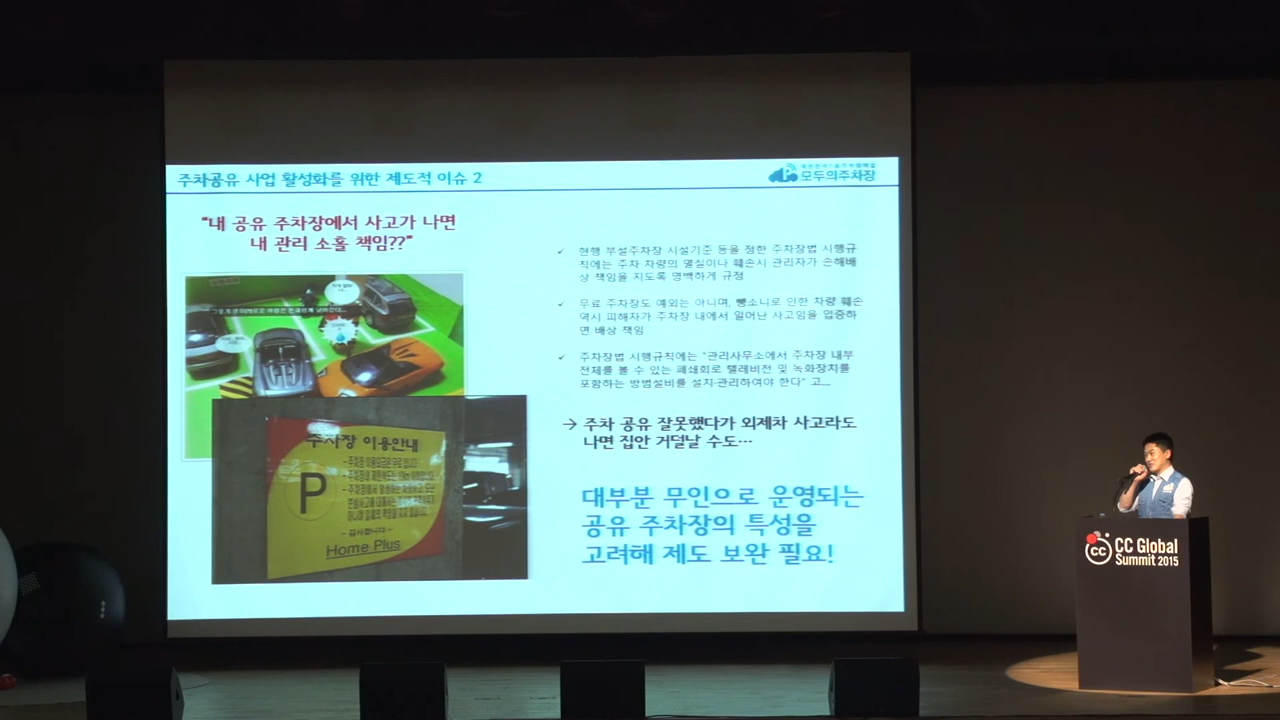 주차공유 사업 활성화를 위한 제도적 이슈 2
모두의주차장
"내 공유 주차장에서 사고가 나면
내 관리 소홀 책임??"
✓ 현행 부설주차장 시설기준 등을 정한 주차장법 시행규
칙에는 주차 차량의 멸실이나 훼손시 관리자가 손해배
상 책임을 지도록 명백하게 규정
✓ 무료 주차장도 예외는 아니며, 뺑소니로 인한 차량 훼손
역시 피해자가 주차장 내에서 일어난 사고임을 입증하
면 배상 책임
✓ 주차장법 시행규칙에는 "관리사무소에서 주차장 내부
전체를 볼 수 있는 폐쇄회로 텔레비전 및 녹화장치를
포함하는 방범설비를 설치·관리하여야 한다" 고...
→ 주차 공유 잘못했다가 외제차 사고라도
나면 집안 거덜날 수도…
대부분 무인으로 운영되는
공유 주차장의 특성을
고려해 제도 보완 필요!
주차장 이용안내
P
- 감사합니다 -
Home Plus
CC Global
Summit 2015